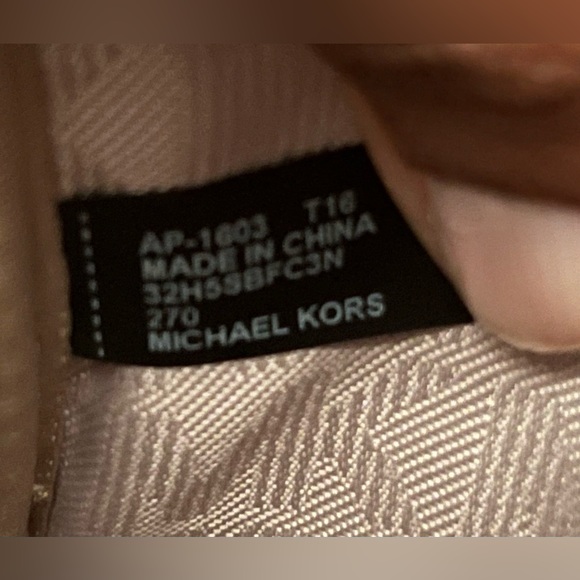 AP-1603 T16
MADE IN CHINA
32H5SBFC3N
270
MICHAEL KORS